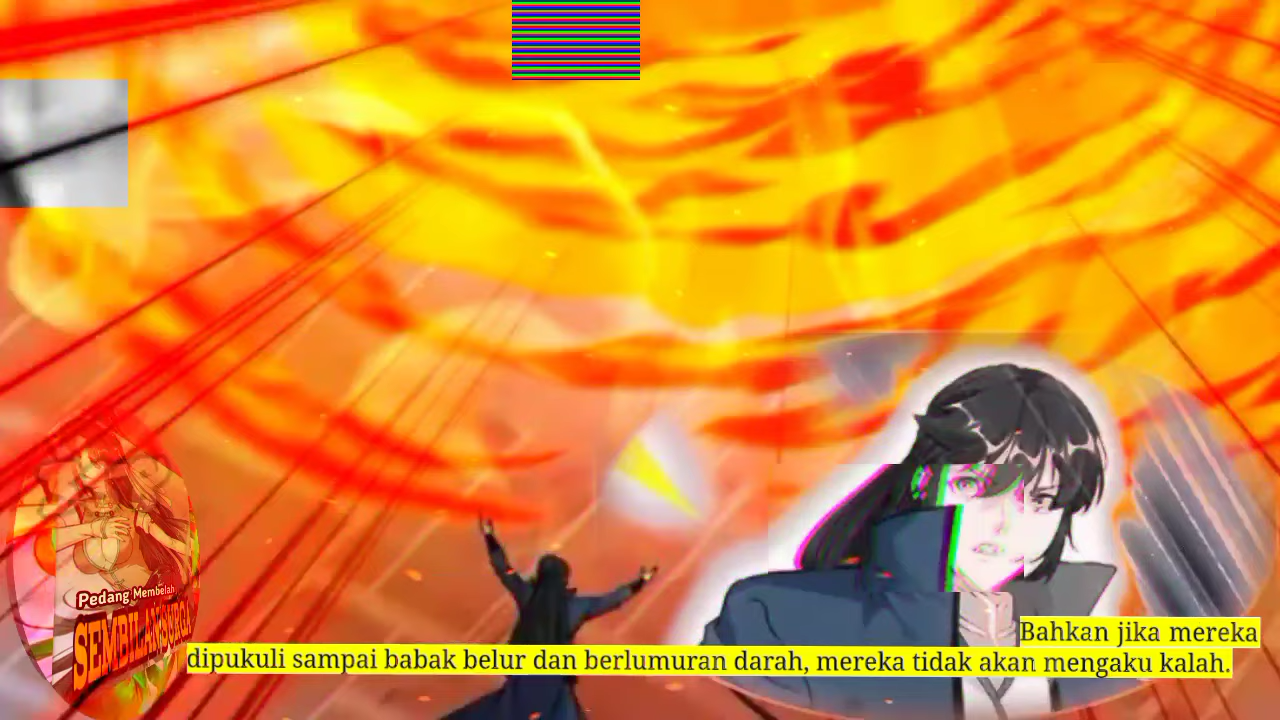 Pedang Membelah
SEMBILAN SURGA
Bahkan jika mereka
dipukuli sampai babak belur dan berlumuran darah, mereka tidak akan mengaku kalah.